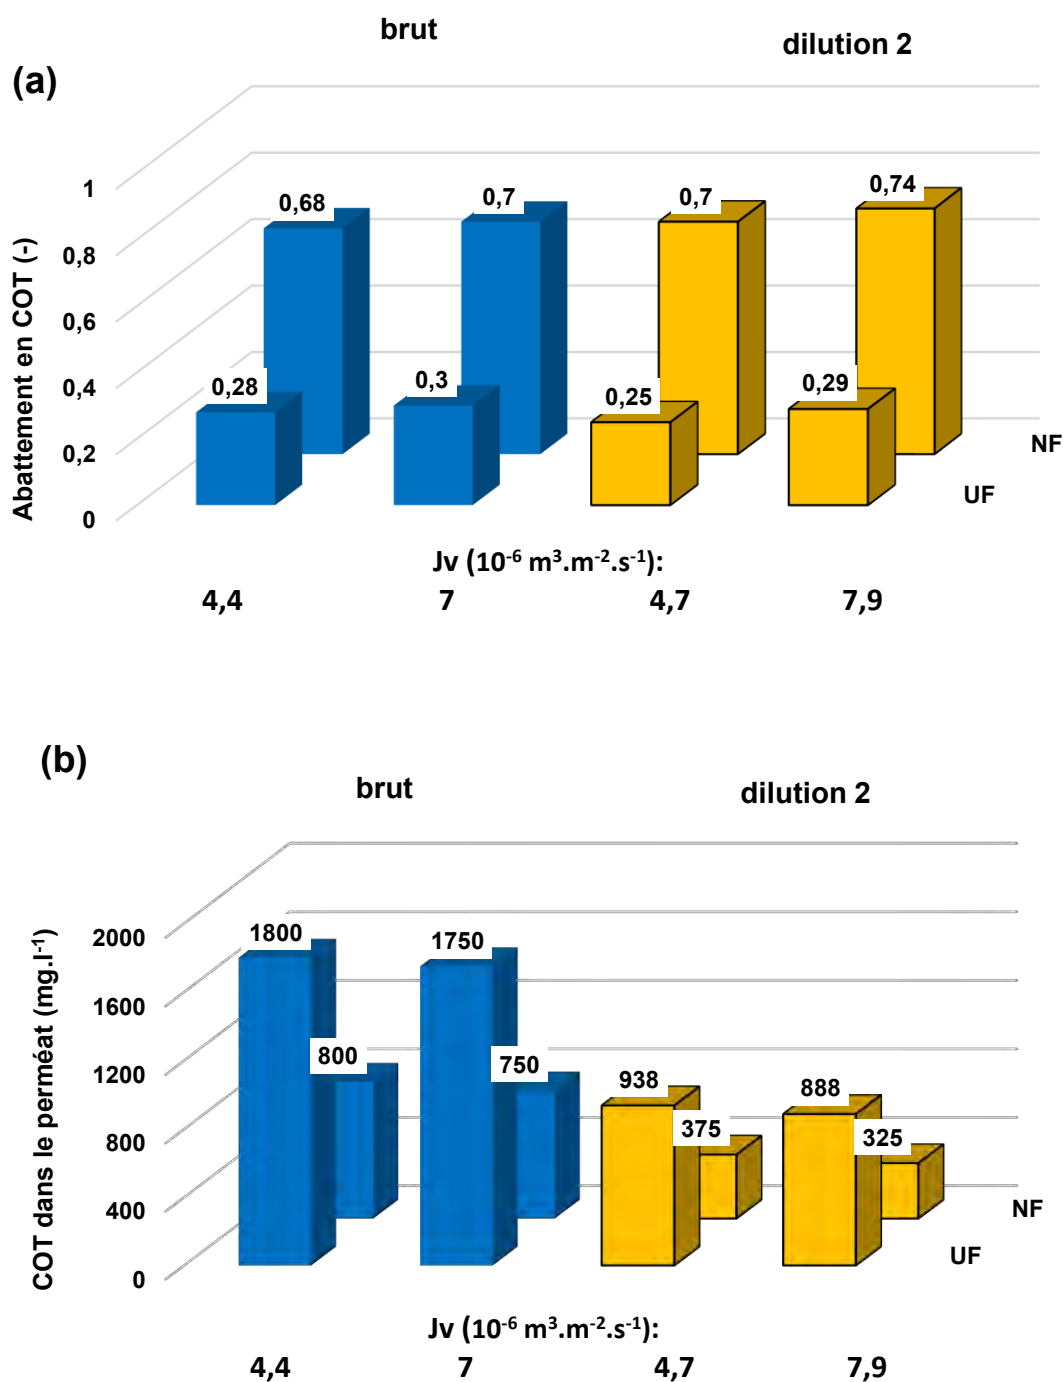 brut
dilution 2
(a)
Abattement en COT (-)
1
0,8
0,6
0,4
0,2
0
0,68
0,7
0,7
0,74
0,28
0,3
0,25
0,29
NF
UF
Jv (10⁻⁶ m³.m⁻².s⁻¹):
4,4 7 4,7 7,9
(b)
brut
dilution 2
COT dans le perméat (mg.l⁻¹)
2000
1600
1200
800
400
0
1800
1750
800
750
938
888
375
325
NF
UF
Jv (10⁻⁶ m³.m⁻².s⁻¹):
4,4 7 4,7 7,9